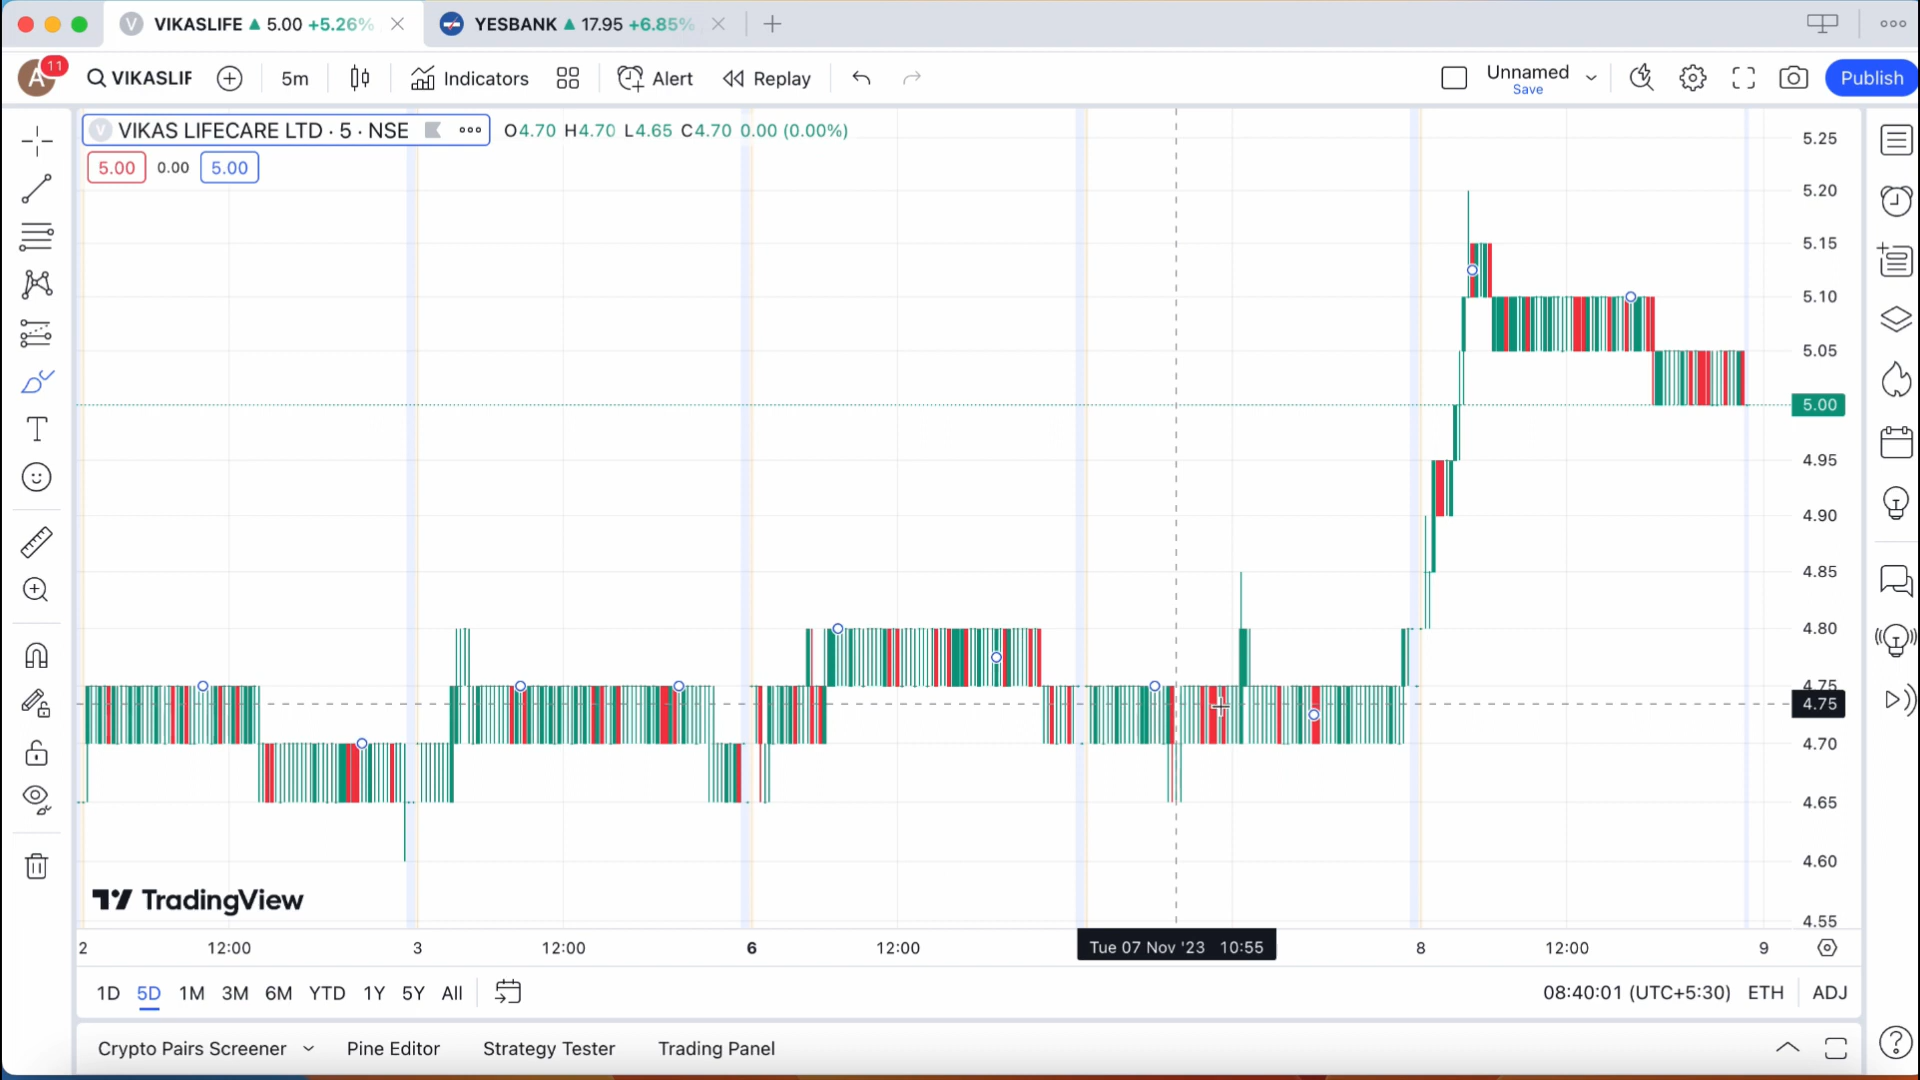 VIKASLIFE ▲ 5.00 +5.26% YESBANK ▲ 17.95 +6.85%
A 11 VIKASLIF 5m Indicators Alert Replay Unnamed Save Publish
V VIKAS LIFECARE LTD · 5 · NSE O4.70 H4.70 L4.65 C4.70 0.00 (0.00%)
5.00 0.00 5.00
5.25
5.20
5.15
5.10
5.05
5.00
4.95
4.90
4.85
4.80
4.75
4.75
4.70
4.65
4.60
4.55
TradingView
2 12:00 3 12:00 6 12:00 Tue 07 Nov '23 10:55 8 12:00 9
1D 5D 1M 3M 6M YTD 1Y 5Y All 08:40:01 (UTC+5:30) ETH ADJ
Crypto Pairs Screener Pine Editor Strategy Tester Trading Panel